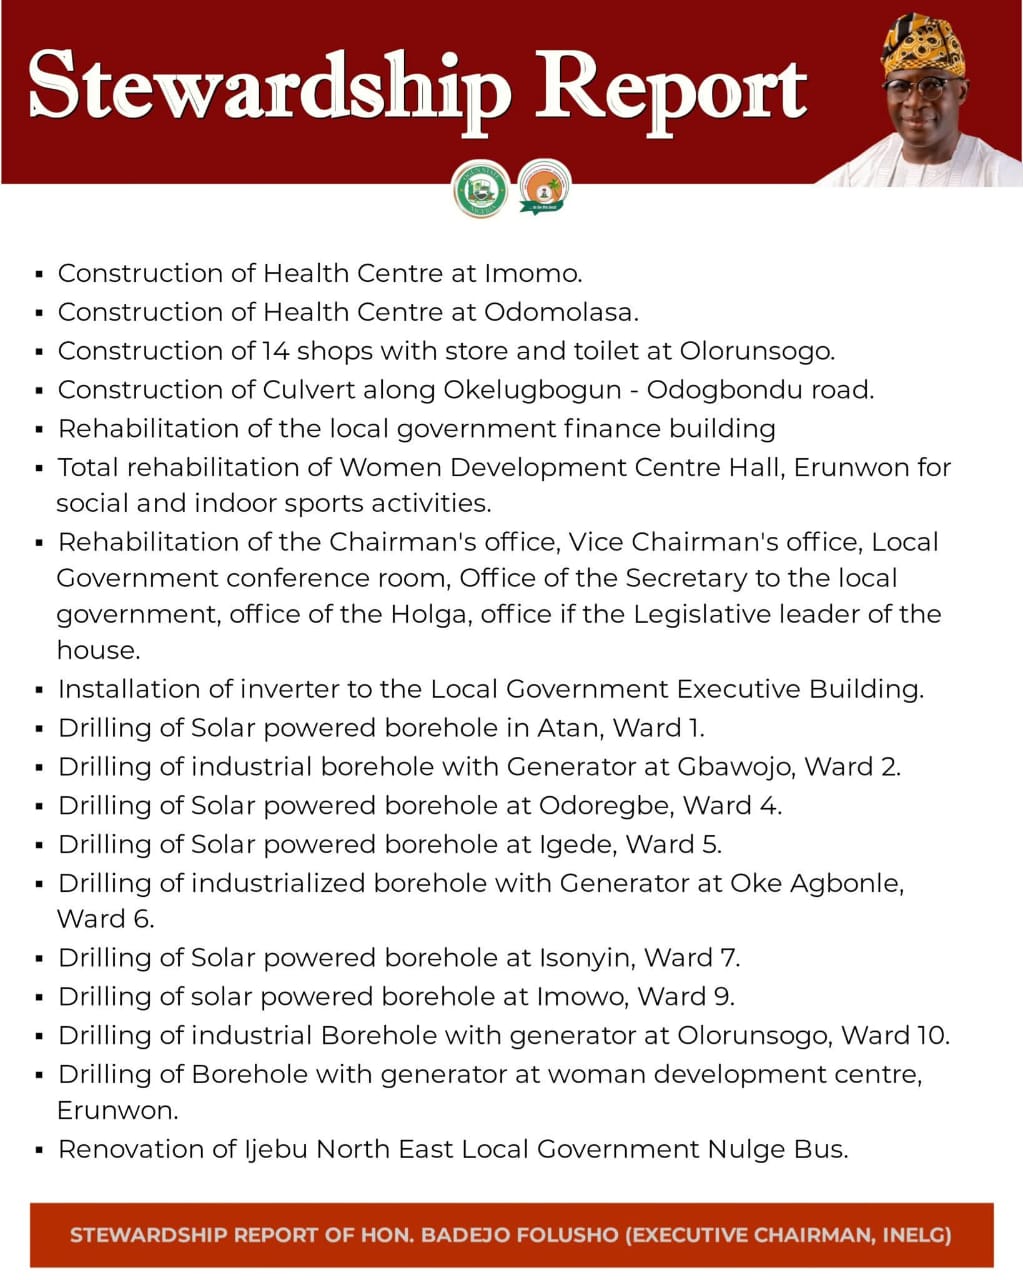 Stewardship Report
▪ Construction of Health Centre at Imomo.
▪ Construction of Health Centre at Odomolasa.
▪ Construction of 14 shops with store and toilet at Olorunsogo.
▪ Construction of Culvert along Okelugbogun - Odogbondu road.
▪ Rehabilitation of the local government finance building
▪ Total rehabilitation of Women Development Centre Hall, Erunwon for
social and indoor sports activities.
▪ Rehabilitation of the Chairman's office, Vice Chairman's office, Local
Government conference room, Office of the Secretary to the local
government, office of the Holga, office if the Legislative leader of the
house.
▪ Installation of inverter to the Local Government Executive Building.
▪ Drilling of Solar powered borehole in Atan, Ward 1.
▪ Drilling of industrial borehole with Generator at Gbawojo, Ward 2.
▪ Drilling of Solar powered borehole at Odoregbe, Ward 4.
▪ Drilling of Solar powered borehole at Igede, Ward 5.
▪ Drilling of industrialized borehole with Generator at Oke Agbonle,
Ward 6.
▪ Drilling of Solar powered borehole at Isonyin, Ward 7.
▪ Drilling of solar powered borehole at Imowo, Ward 9.
▪ Drilling of industrial Borehole with generator at Olorunsogo, Ward 10.
▪ Drilling of Borehole with generator at woman development centre,
Erunwon.
▪ Renovation of Ijebu North East Local Government Nulge Bus.
STEWARDSHIP REPORT OF HON. BADEJO FOLUSHO (EXECUTIVE CHAIRMAN, INELG)